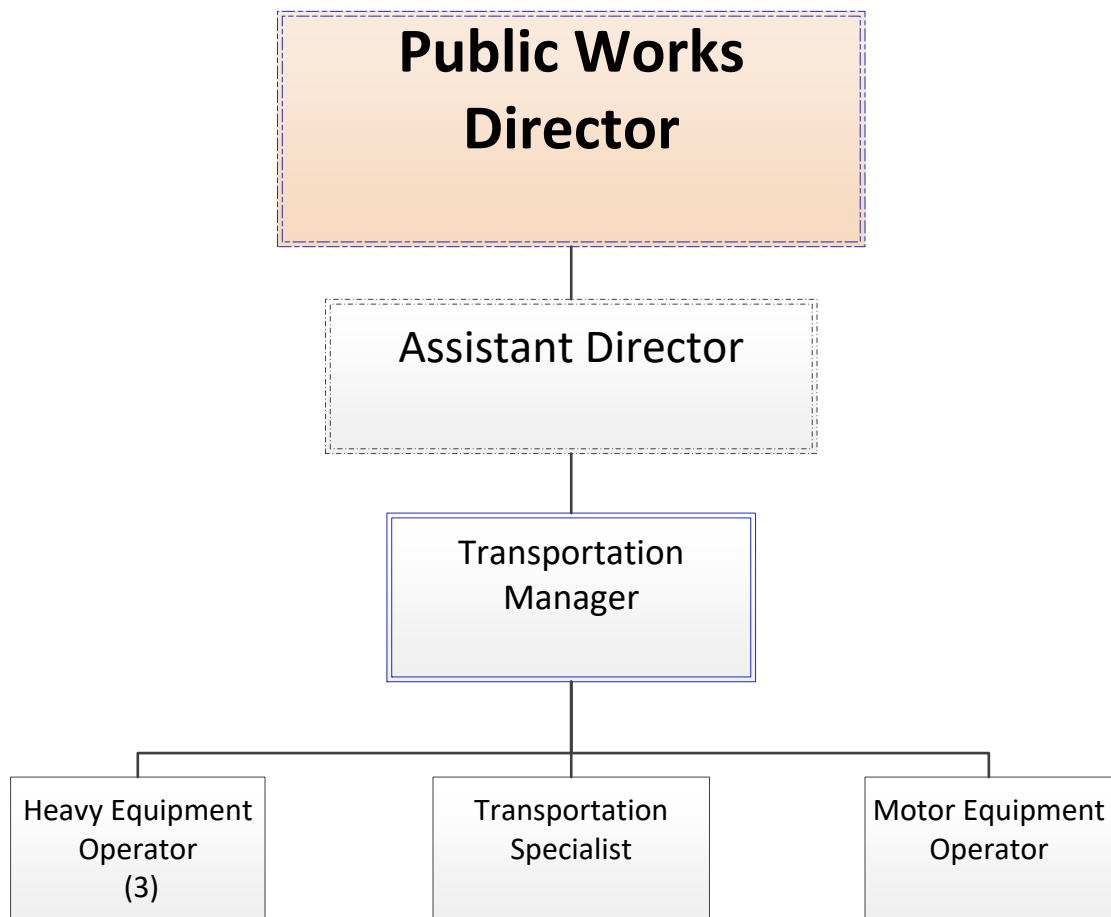 Public Works
Director
Assistant Director
Transportation
Manager
Heavy Equipment
Operator
(3)
Transportation
Specialist
Motor Equipment
Operator